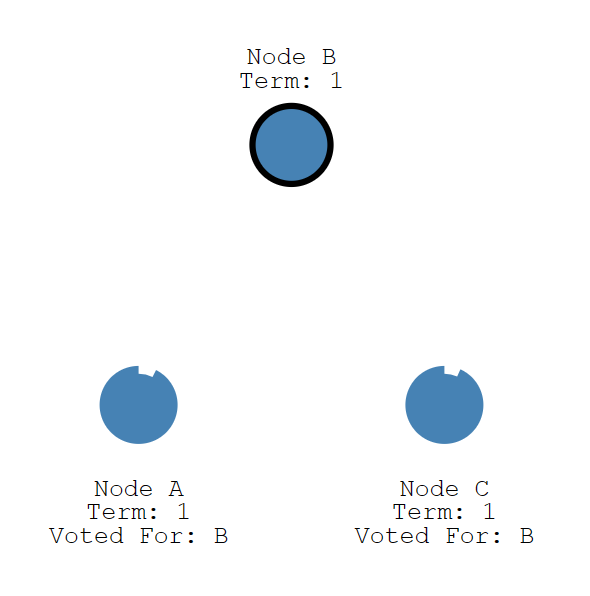 Node B
Term: 1
Node A
Term: 1
Voted For: B
Node C
Term: 1
Voted For: B